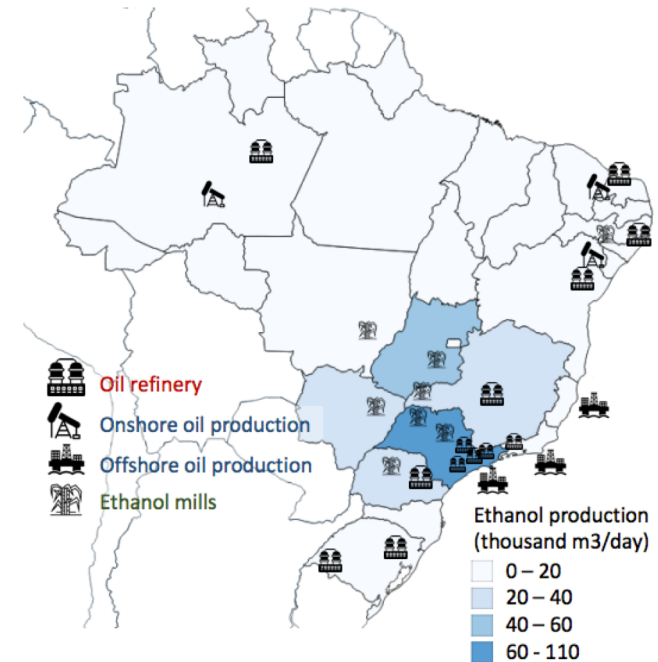 Oil refinery
Onshore oil production
Offshore oil production
Ethanol mills
Ethanol production
(thousand m3/day)
0 – 20
20 – 40
40 – 60
60 - 110